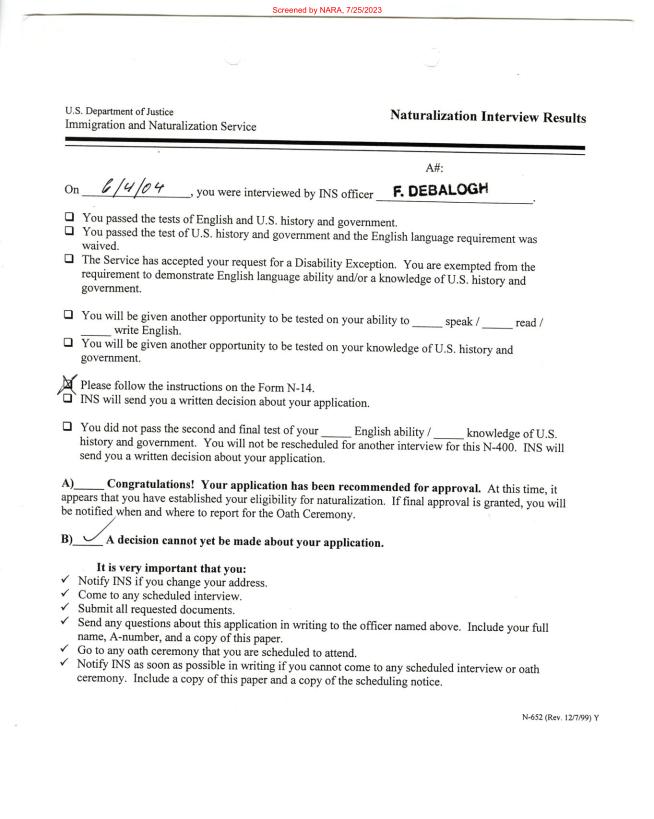 Screened by NARA, 7/25/2023
U.S. Department of Justice
Immigration and Naturalization Service
Naturalization Interview Results
A#:
On 6/4/04, you were interviewed by INS officer F. DEBALOGH.
❑ You passed the tests of English and U.S. history and government.
❑ You passed the test of U.S. history and government and the English language requirement was
waived.
❑ The Service has accepted your request for a Disability Exception. You are exempted from the
requirement to demonstrate English language ability and/or a knowledge of U.S. history and
government.
❑ You will be given another opportunity to be tested on your ability to _____ speak / _____ read /
_____ write English.
❑ You will be given another opportunity to be tested on your knowledge of U.S. history and
government.
☒ Please follow the instructions on the Form N-14.
❑ INS will send you a written decision about your application.
❑ You did not pass the second and final test of your _____ English ability / _____ knowledge of U.S.
history and government. You will not be rescheduled for another interview for this N-400. INS will
send you a written decision about your application.
A)_____ Congratulations! Your application has been recommended for approval. At this time, it
appears that you have established your eligibility for naturalization. If final approval is granted, you will
be notified when and where to report for the Oath Ceremony.
B)__✓__ A decision cannot yet be made about your application.
It is very important that you:
✓ Notify INS if you change your address.
✓ Come to any scheduled interview.
✓ Submit all requested documents.
✓ Send any questions about this application in writing to the officer named above. Include your full
name, A-number, and a copy of this paper.
✓ Go to any oath ceremony that you are scheduled to attend.
✓ Notify INS as soon as possible in writing if you cannot come to any scheduled interview or oath
ceremony. Include a copy of this paper and a copy of the scheduling notice.
N-652 (Rev. 12/7/99) Y